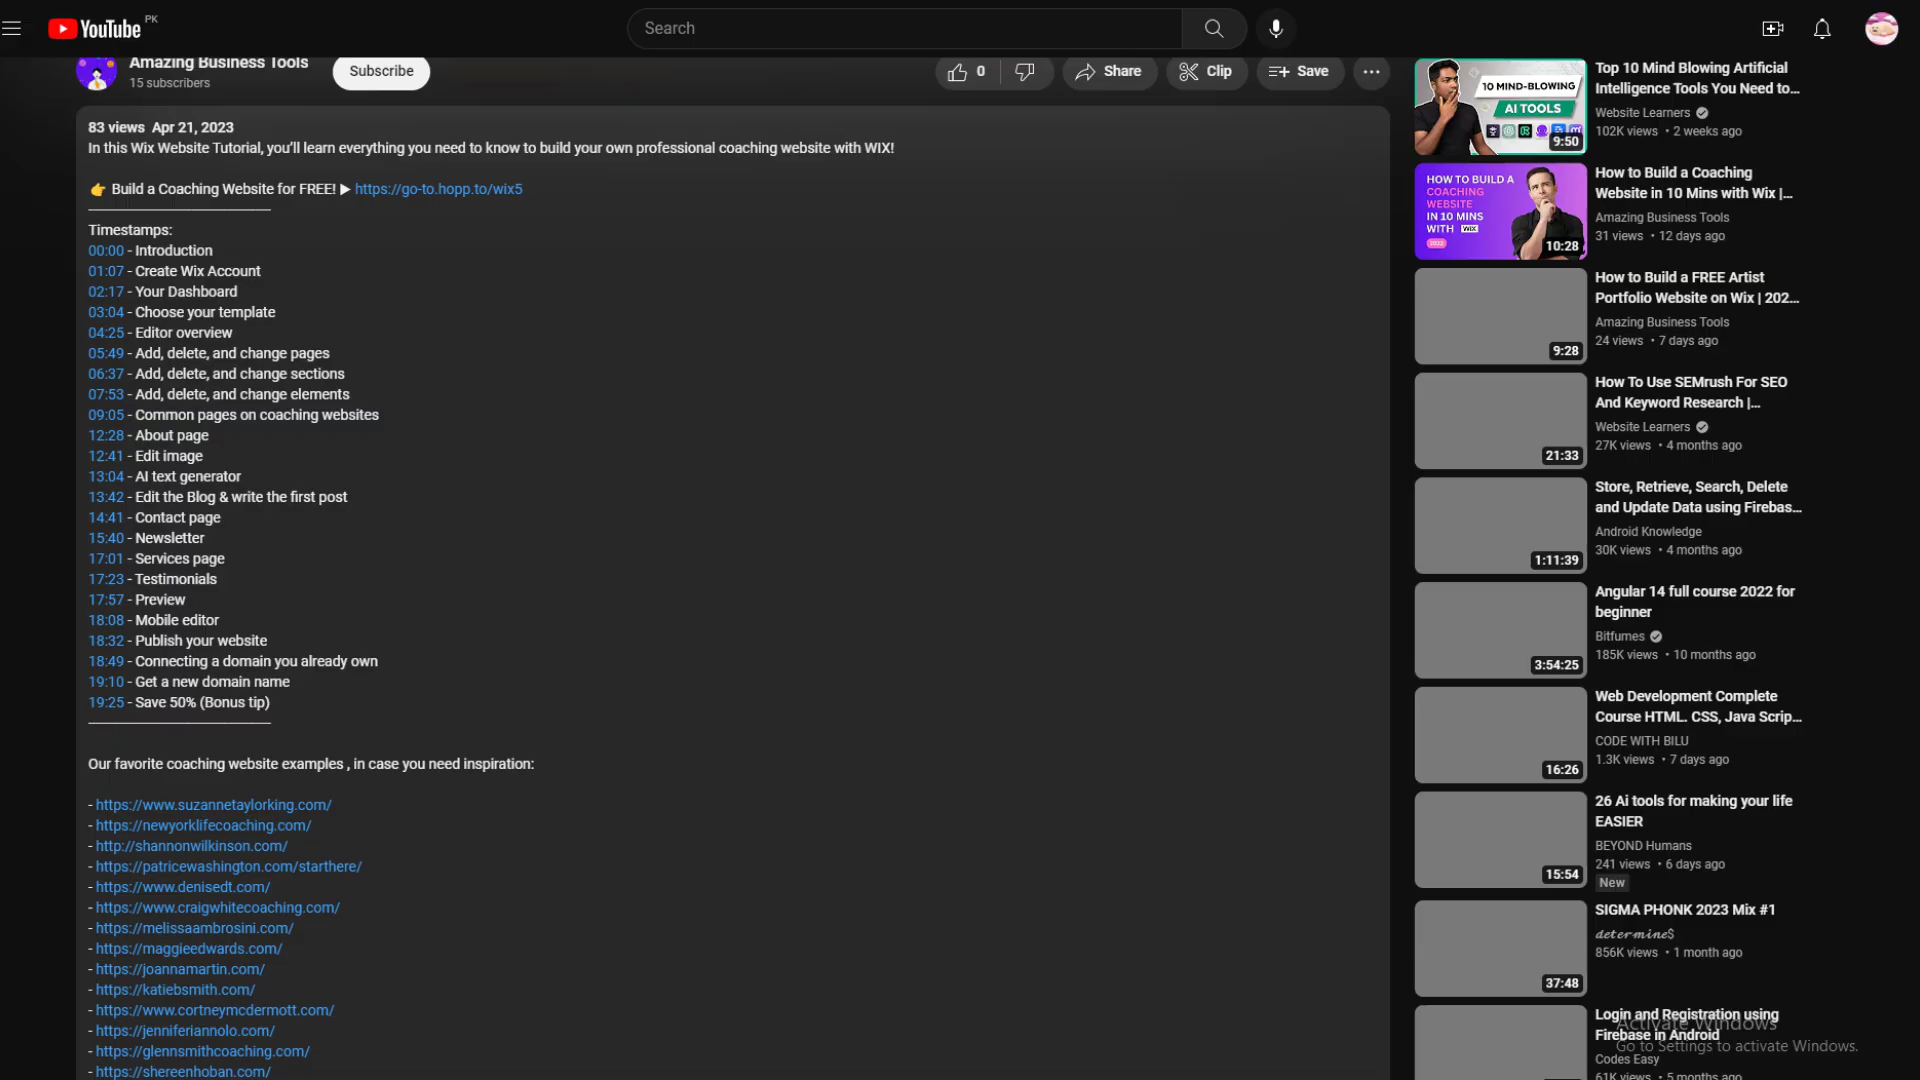 YouTube PK
Search
Amazing Business Tools
15 subscribers
Subscribe
0
Share
Clip
Save
83 views Apr 21, 2023
In this Wix Website Tutorial, you'll learn everything you need to know to build your own professional coaching website with WIX!
👉 Build a Coaching Website for FREE! ▶ https://go-to.hopp.to/wix5
Timestamps:
00:00 - Introduction
01:07 - Create Wix Account
02:17 - Your Dashboard
03:04 - Choose your template
04:25 - Editor overview
05:49 - Add, delete, and change pages
06:37 - Add, delete, and change sections
07:53 - Add, delete, and change elements
09:05 - Common pages on coaching websites
12:28 - About page
12:41 - Edit image
13:04 - AI text generator
13:42 - Edit the Blog & write the first post
14:41 - Contact page
15:40 - Newsletter
17:01 - Services page
17:23 - Testimonials
17:57 - Preview
18:08 - Mobile editor
18:32 - Publish your website
18:49 - Connecting a domain you already own
19:10 - Get a new domain name
19:25 - Save 50% (Bonus tip)
Our favorite coaching website examples , in case you need inspiration:
- https://www.suzannetaylorking.com/
- https://newyorklifecoaching.com/
- http://shannonwilkinson.com/
- https://patricewashington.com/starthere/
- https://www.denisedt.com/
- https://www.craigwhitecoaching.com/
- https://melissaambrosini.com/
- https://maggieedwards.com/
- https://joannamartin.com/
- https://katiebsmith.com/
- https://www.cortneymcdermott.com/
- https://jenniferiannolo.com/
- https://glennsmithcoaching.com/
- https://shereenhoban.com/
10 MIND-BLOWING
AI TOOLS
9:50
Top 10 Mind Blowing Artificial
Intelligence Tools You Need to...
Website Learners
102K views • 2 weeks ago
HOW TO BUILD A
COACHING
WEBSITE
IN 10 MINS
WITH WIX
2022
10:28
How to Build a Coaching
Website in 10 Mins with Wix |...
Amazing Business Tools
31 views • 12 days ago
9:28
How to Build a FREE Artist
Portfolio Website on Wix | 202...
Amazing Business Tools
24 views • 7 days ago
21:33
How To Use SEMrush For SEO
And Keyword Research |...
Website Learners
27K views • 4 months ago
1:11:39
Store, Retrieve, Search, Delete
and Update Data using Firebas...
Android Knowledge
30K views • 4 months ago
3:54:25
Angular 14 full course 2022 for
beginner
Bitfumes
185K views • 10 months ago
16:26
Web Development Complete
Course HTML. CSS, Java Scrip...
CODE WITH BILU
1.3K views • 7 days ago
15:54
26 Ai tools for making your life
EASIER
BEYOND Humans
241 views • 6 days ago
New
37:48
SIGMA PHONK 2023 Mix #1
𝓭𝓮𝓽𝓮𝓻𝓶𝓲𝓷𝓮$
856K views • 1 month ago
Login and Registration using
Firebase in Android
Codes Easy
61K views • 5 months ago
Activate Windows
Go to Settings to activate Windows.